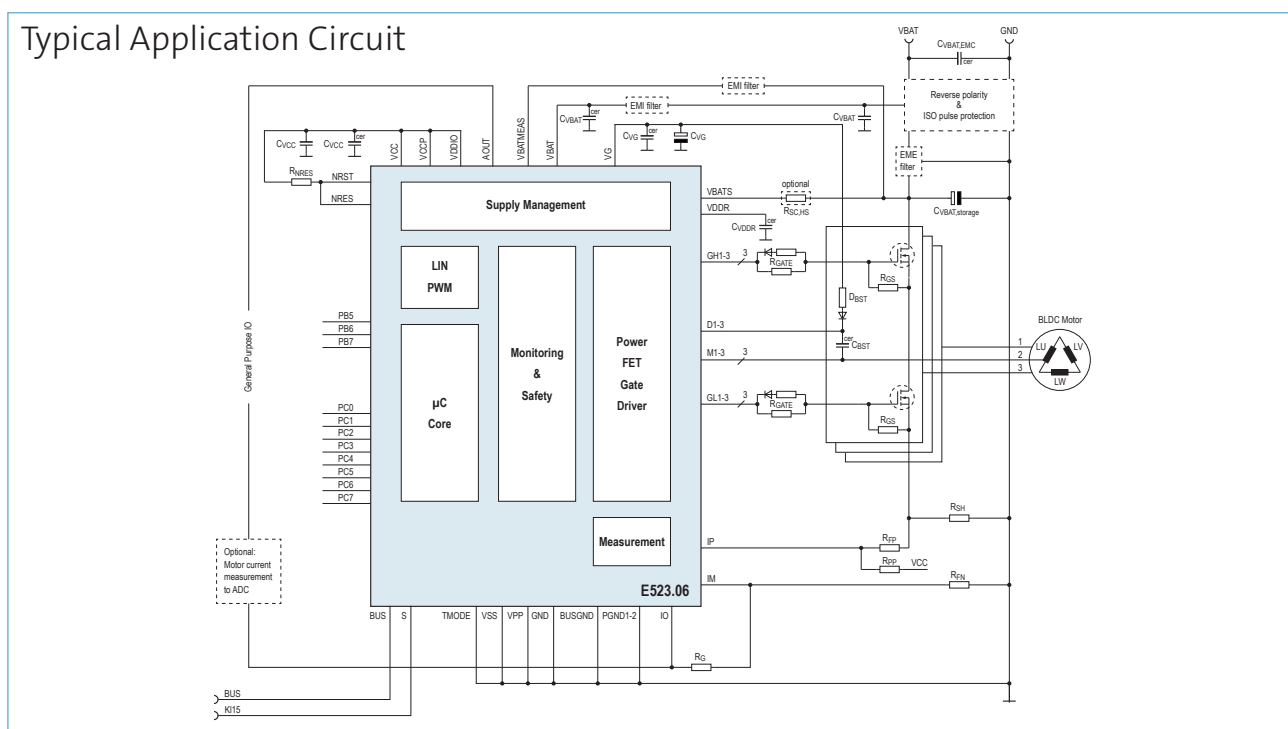 Typical Application Circuit
VBAT
GND
CVBAT,EMC
cer
EMI filter
Reverse polarity
&
ISO pulse protection
EMI filter
CVBAT
cer
CVBAT
cer
CVG
cer
CVG
CVCC
CVCC
cer
VCC
VCCP
VDDIO
AOUT
VBATMEAS
VBAT
VG
EME
filter
RNRES
NRST
NRES
Supply Management
VBATS
optional
RSC,HS
CVBAT,storage
VDDR
CVDDR
cer
LIN
PWM
GH1-3
3
RGATE
RGS
DBST
General Purpose IO
PB5
PB6
PB7
Monitoring
&
Safety
Power
FET
Gate
Driver
D1-3
cer
CBST
M1-3
3
BLDC Motor
1
2
3
LU
LV
LW
µC
Core
GL1-3
3
RGATE
RGS
PC0
PC1
PC2
PC3
PC4
PC5
PC6
PC7
RSH
Measurement
IP
RFP
RPP
VCC
Optional:
Motor current
measurement
to ADC
E523.06
IM
RFN
BUS
S
TMODE
VSS
VPP
GND
BUSGND
PGND1-2
IO
RG
BUS
KI15